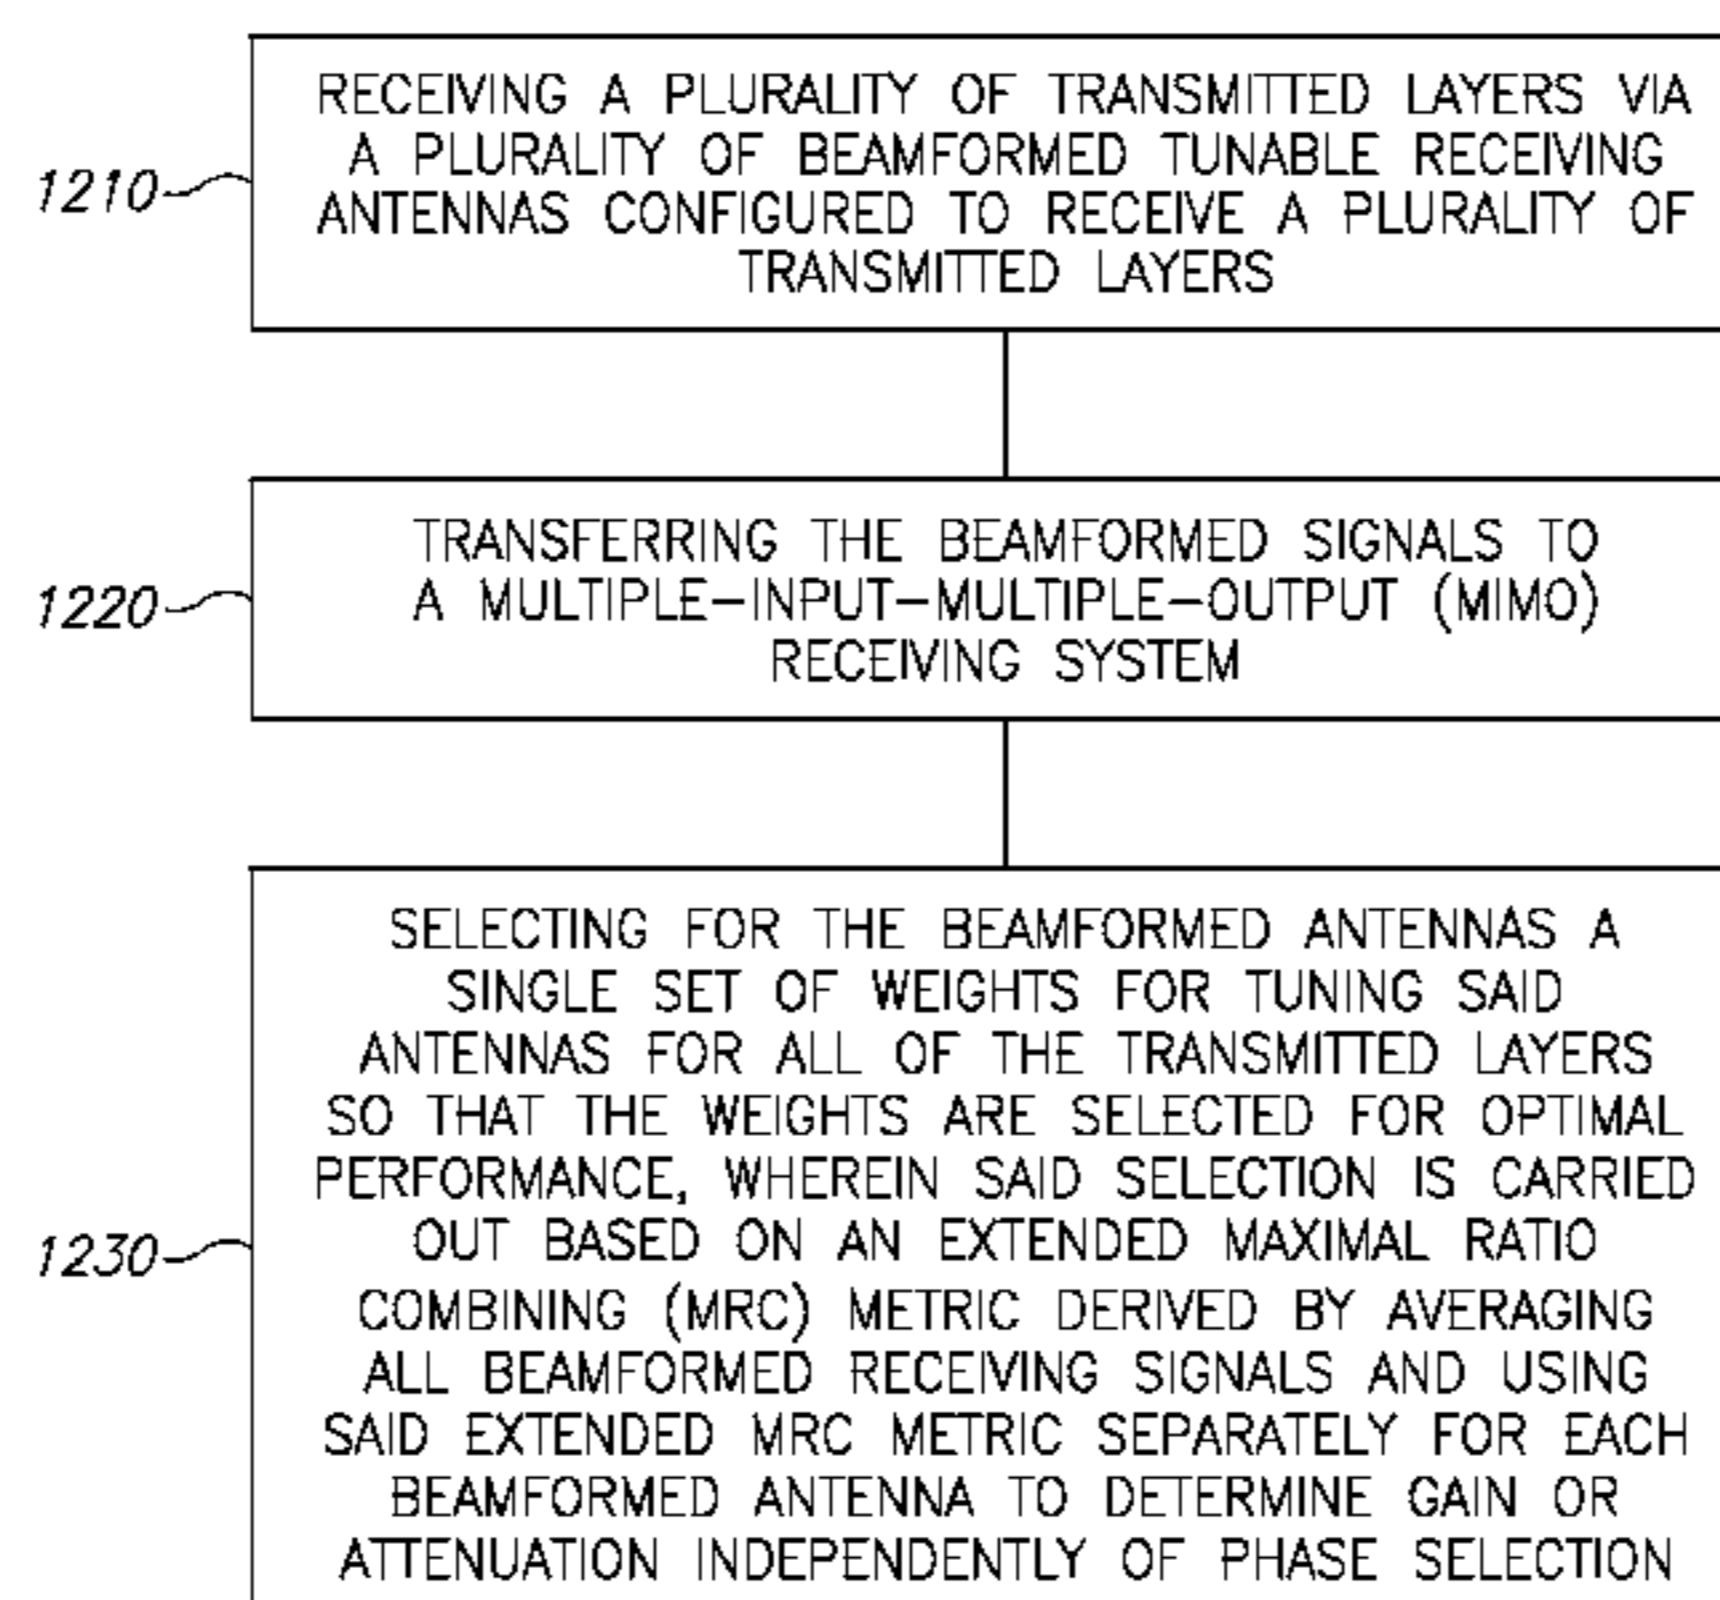 RECEIVING A PLURALITY OF TRANSMITTED LAYERS VIA
A PLURALITY OF BEAMFORMED TUNABLE RECEIVING
1210
ANTENNAS CONFIGURED TO RECEIVE A PLURALITY OF
TRANSMITTED LAYERS
TRANSFERRING THE BEAMFORMED SIGNALS TO
1220
A MULTIPLE-INPUT-MULTIPLE-OUTPUT (MIMO)
RECEIVING SYSTEM
SELECTING FOR THE BEAMFORMED ANTENNAS A
SINGLE SET OF WEIGHTS FOR TUNING SAID
ANTENNAS FOR ALL OF THE TRANSMITTED LAYERS
SO THAT THE WEIGHTS ARE SELECTED FOR OPTIMAL
PERFORMANCE, WHEREIN SAID SELECTION IS CARRIED
1230
OUT BASED ON AN EXTENDED MAXIMAL RATIO
COMBINING (MRC) METRIC DERIVED BY AVERAGING
ALL BEAMFORMED RECEIVING SIGNALS AND USING
SAID EXTENDED MRC METRIC SEPARATELY FOR EACH
BEAMFORMED ANTENNA TO DETERMINE GAIN OR
ATTENUATION INDEPENDENTLY OF PHASE SELECTION